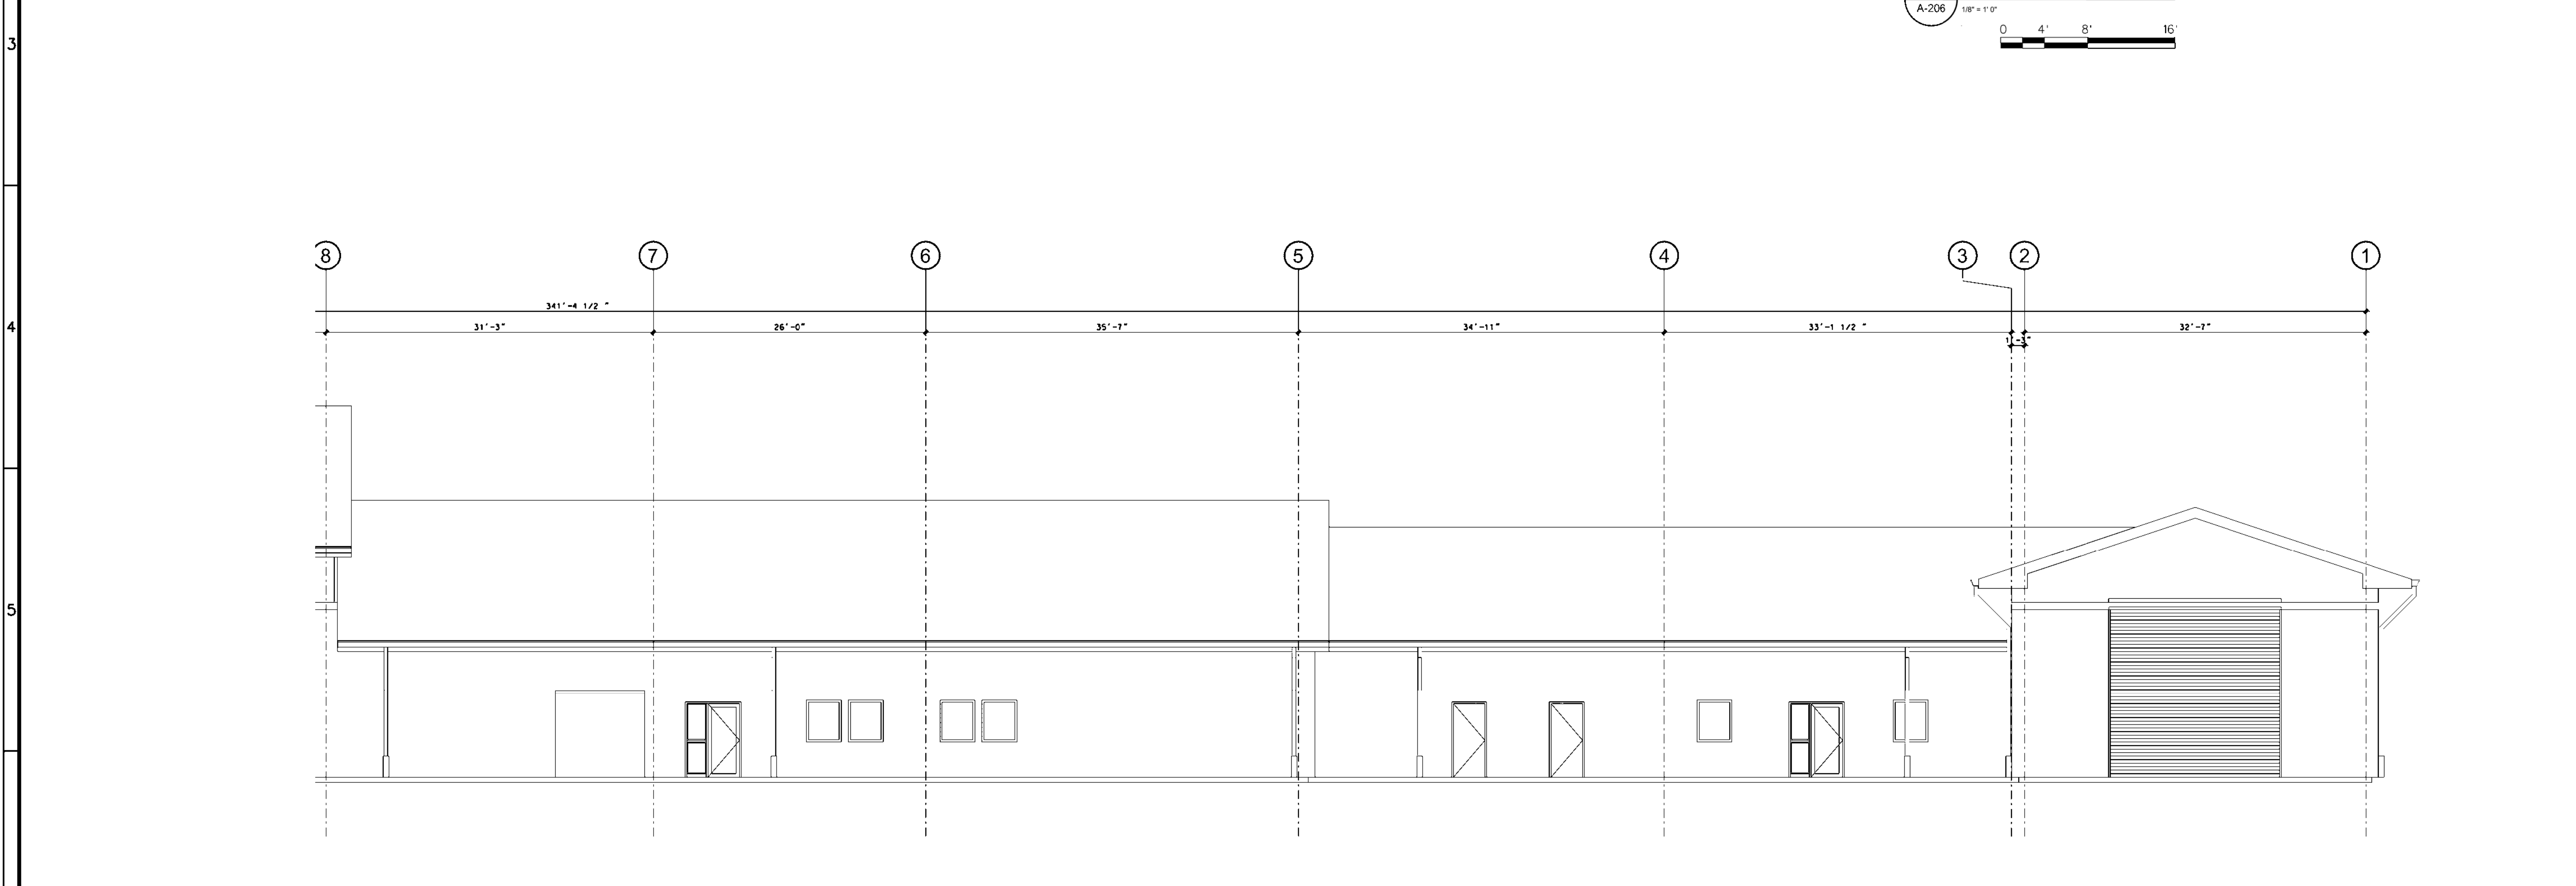 A-206
1/8" = 1' 0"
0 4' 8' 16'
3
8 7 6 5 4 3 2 1
341'-4 1/2 "
4
31'-3" 26'-0" 35'-7" 34'-11" 33'-1 1/2 " 32'-7"
1'-3"
5